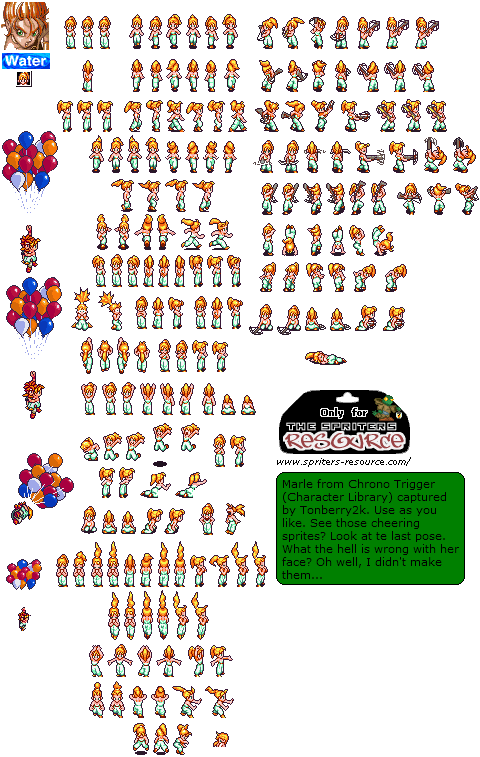 Water
Only for
THE SPRITERS
RESOURCE
www.spriters-resource.com/
Marle from Chrono Trigger
(Character Library) captured
by Tonberry2k. Use as you
like. See those cheering
sprites? Look at te last pose.
What the hell is wrong with her
face? Oh well, I didn't make
them...